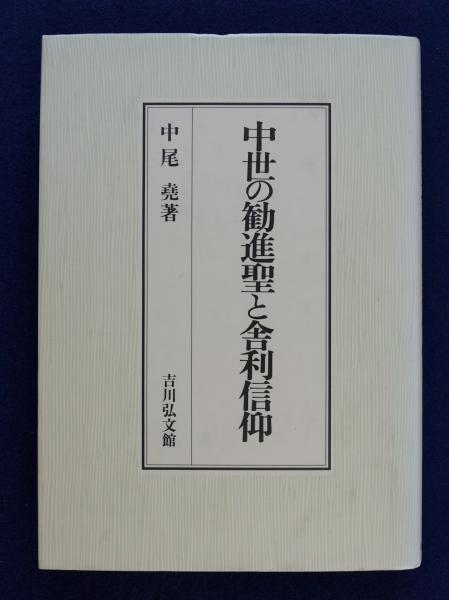 中世の勧進聖と舎利信仰
中尾 堯著
吉川弘文館